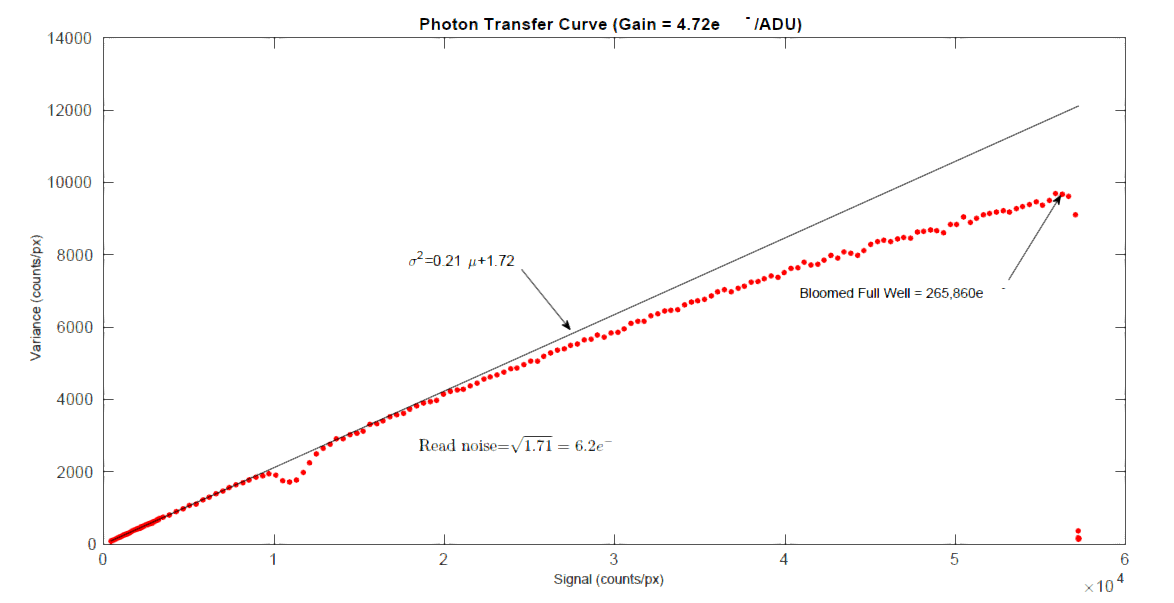 Photon Transfer Curve (Gain = 4.72e⁻/ADU)
14000
12000
10000
8000
6000
4000
2000
0
Variance (counts/px)
σ²=0.21 μ+1.72
Bloomed Full Well = 265,860e⁻
Read noise=√1.71 = 6.2e⁻
0 1 2 3 4 5 6
Signal (counts/px)
×10⁴